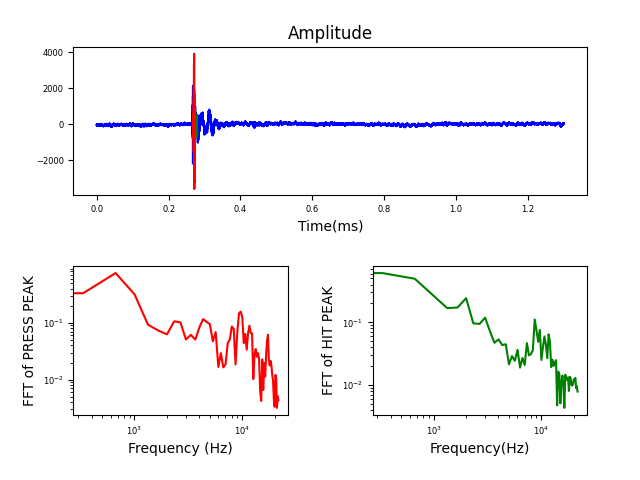 Amplitude
4000
2000
0
−2000
0.0 0.2 0.4 0.6 0.8 1.0 1.2
Time(ms)
FFT of PRESS PEAK
10⁻¹
10⁻²
10³ 10⁴
Frequency (Hz)
FFT of HIT PEAK
10⁻¹
10⁻²
10³ 10⁴
Frequency(Hz)